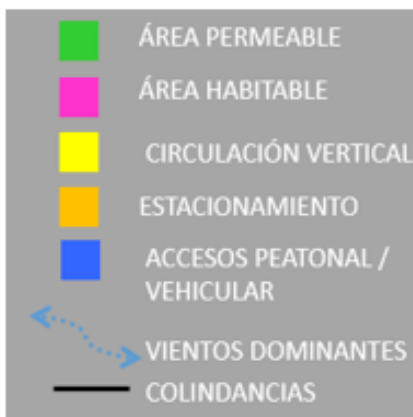 ÁREA PERMEABLE
ÁREA HABITABLE
CIRCULACIÓN VERTICAL
ESTACIONAMIENTO
ACCESOS PEATONAL /
VEHICULAR
VIENTOS DOMINANTES
COLINDANCIAS